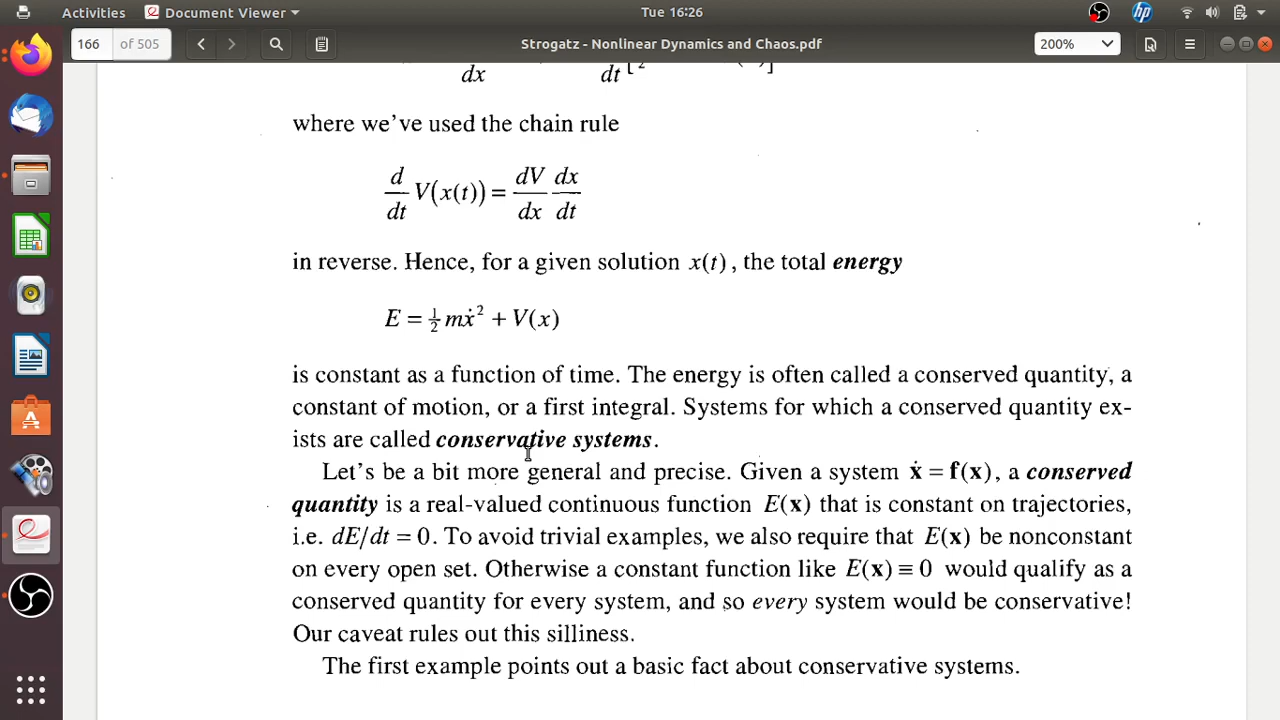 Activities Document Viewer Tue 16:26
166 of 505 Strogatz - Nonlinear Dynamics and Chaos.pdf 200%
dx dt
where we've used the chain rule
d/dt V(x(t)) = dV/dx dx/dt
in reverse. Hence, for a given solution x(t), the total energy
E = ½ mẋ² + V(x)
is constant as a function of time. The energy is often called a conserved quantity, a
constant of motion, or a first integral. Systems for which a conserved quantity ex-
ists are called conservative systems.
Let's be a bit more general and precise. Given a system ẋ = f(x), a conserved
quantity is a real-valued continuous function E(x) that is constant on trajectories,
i.e. dE/dt = 0. To avoid trivial examples, we also require that E(x) be nonconstant
on every open set. Otherwise a constant function like E(x) ≡ 0 would qualify as a
conserved quantity for every system, and so every system would be conservative!
Our caveat rules out this silliness.
The first example points out a basic fact about conservative systems.